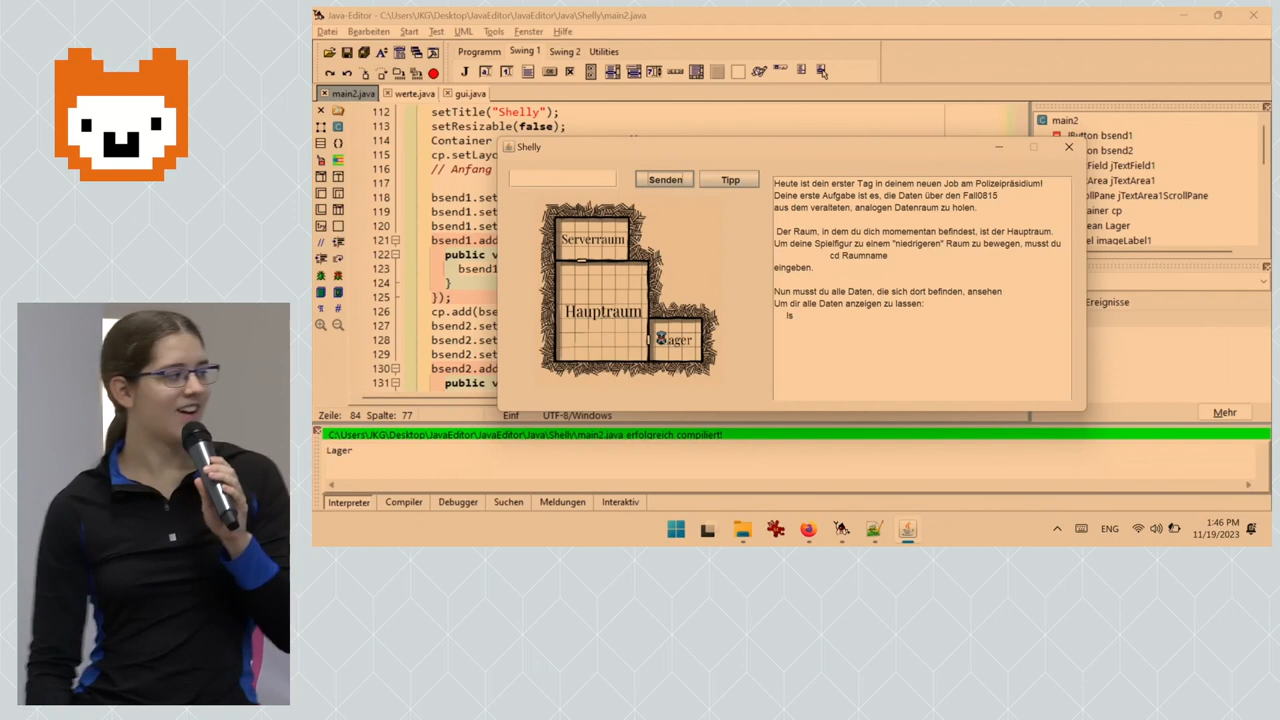 Java-Editor - C:\Users\JKG\Desktop\JavaEditor\JavaEditor\Java\Shelly\main2.java
Datei Bearbeiten Start Test UML Tools Fenster Hilfe
Programm Swing 1 Swing 2 Utilities
main2.java werte.java gui.java
112 setTitle("Shelly");
113 setResizable(false);
114 Container
115 cp.setLayo
116 // Anfang
117
118 bsend1.set
119 bsend1.set
120 bsend1.set
121 bsend1.add
122 public v
123 bsend1
124 }
125 });
126 cp.add(bse
127 bsend2.set
128 bsend2.set
129 bsend2.set
130 bsend2.add
131 public v
Shelly
Senden Tipp
Serverraum
Hauptraum
ager
Heute ist dein erster Tag in deinem neuen Job am Polizeipräsidium!
Deine erste Aufgabe ist es, die Daten über den Fall0815
aus dem veralteten, analogen Datenraum zu holen.
Der Raum, in dem du dich momementan befindest, ist der Hauptraum.
Um deine Spielfigur zu einem "niedrigeren" Raum zu bewegen, musst du
cd Raumname
eingeben.
Nun musst du alle Daten, die sich dort befinden, ansehen
Um dir alle Daten anzeigen zu lassen:
ls
main2
JButton bsend1
tton bsend2
Field jTextField1
Area jTextArea1
ollPane jTextArea1ScrollPane
tainer cp
ean Lager
el imageLabel1
Ereignisse
Mehr
Zeile: 84 Spalte: 77 Einf UTF-8/Windows
C:\Users\JKG\Desktop\JavaEditor\JavaEditor\Java\Shelly\main2.java erfolgreich compiliert!
Lager
Interpreter Compiler Debugger Suchen Meldungen Interaktiv
ENG
1:46 PM
11/19/2023